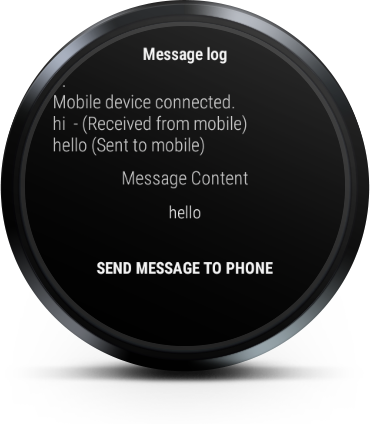 Message log
.
Mobile device connected.
hi - (Received from mobile)
hello (Sent to mobile)
Message Content
hello
SEND MESSAGE TO PHONE